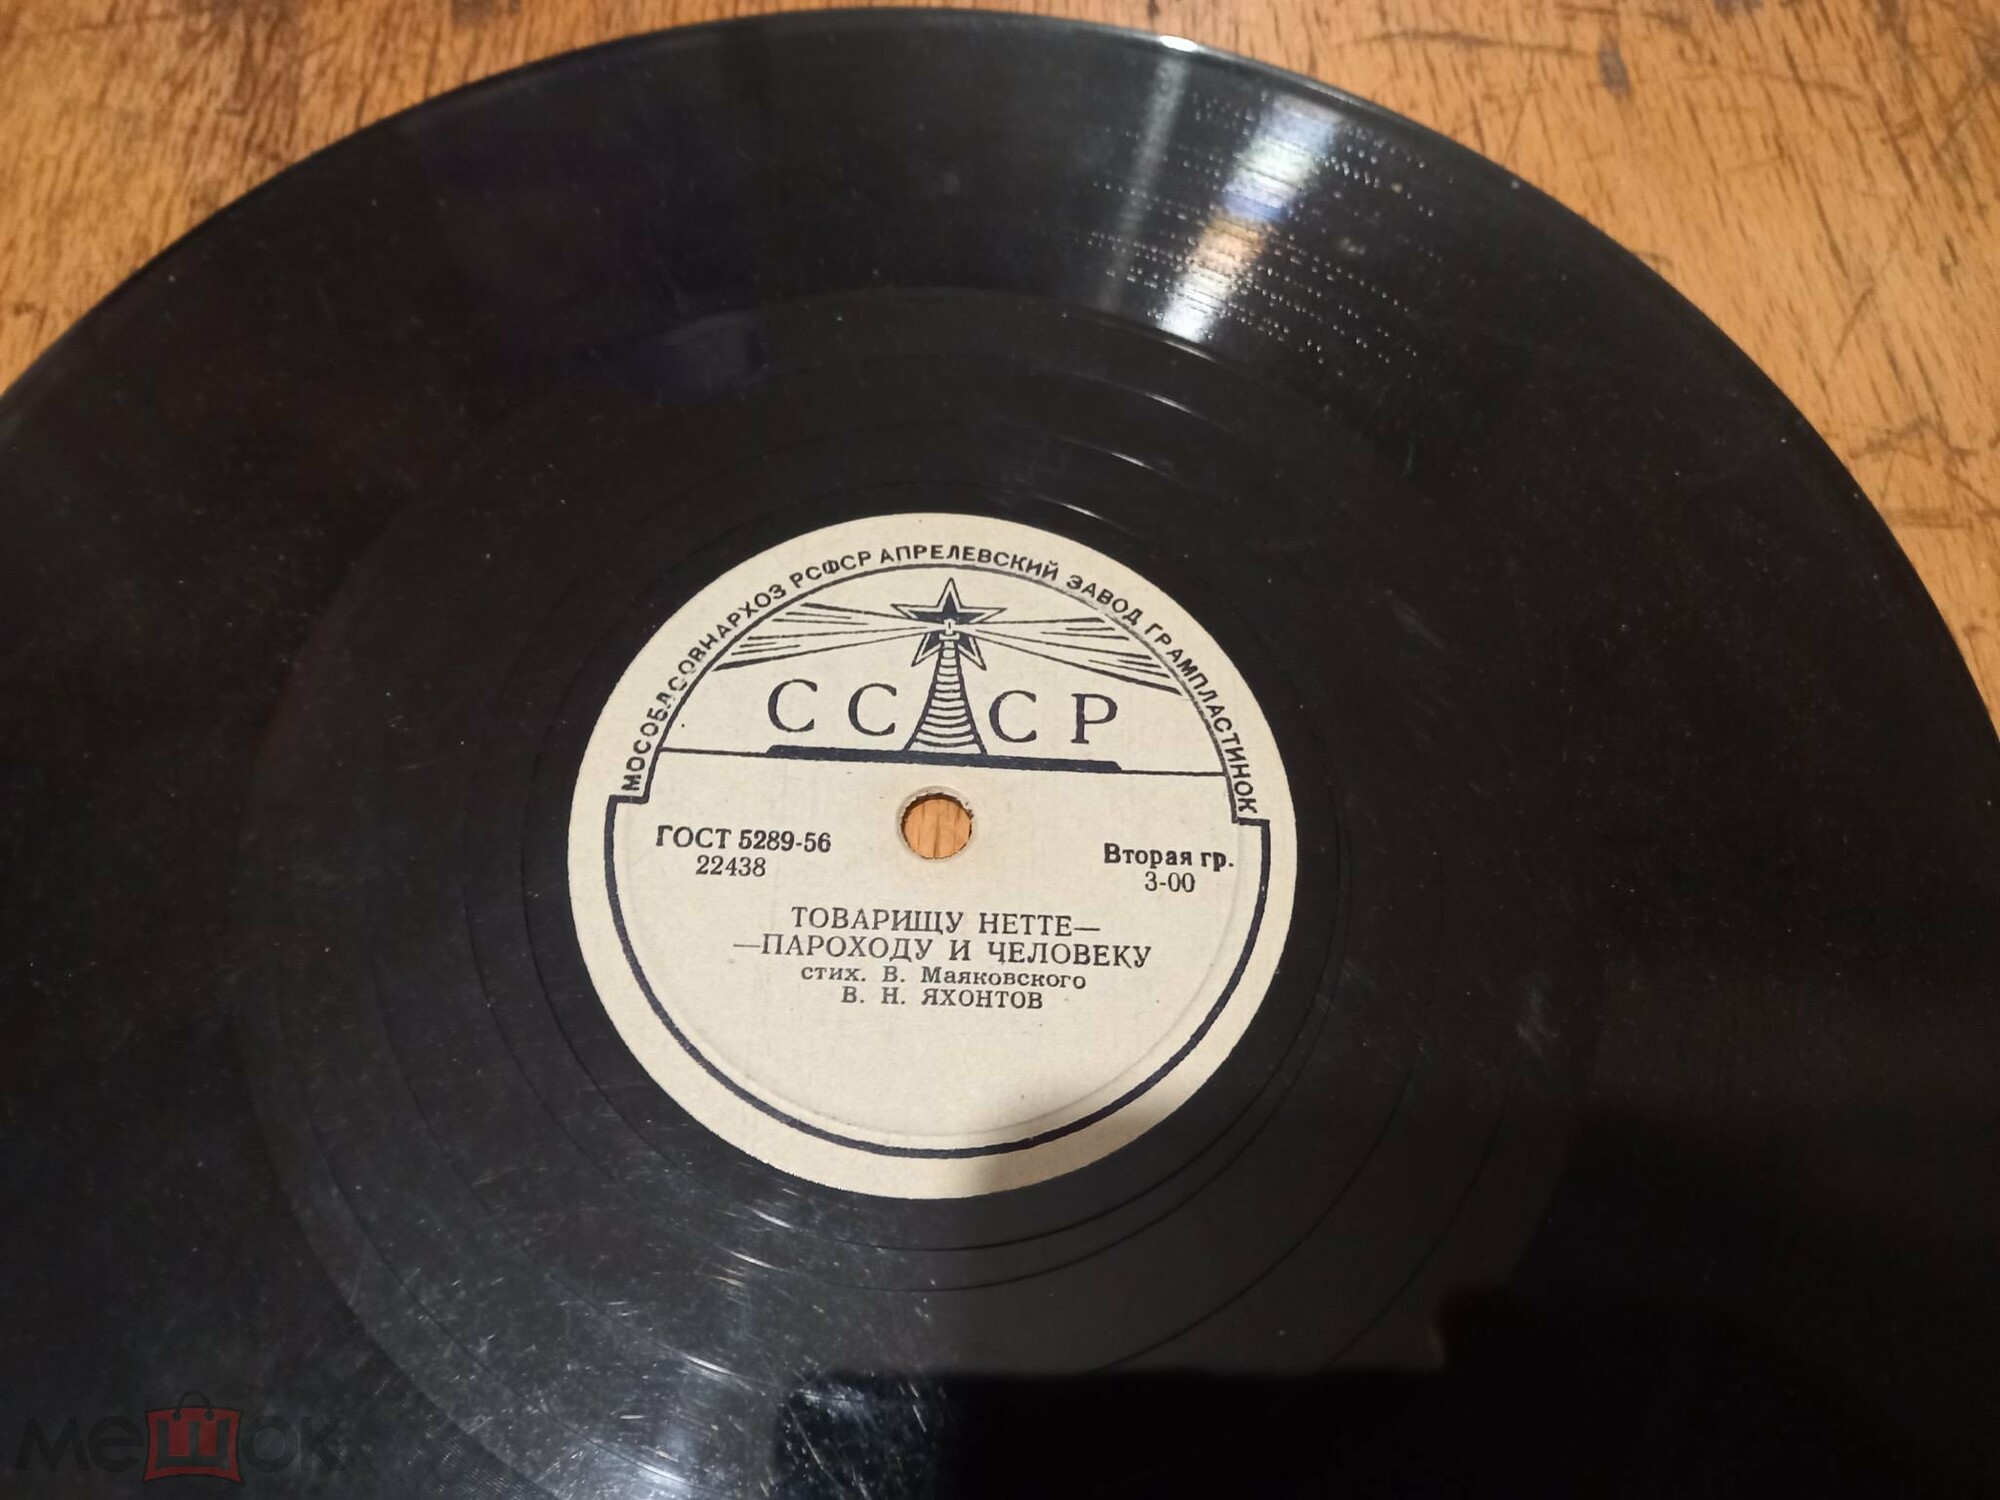 МОСОБЛСОВНАРХОЗ РСФСР АПРЕЛЕВСКИЙ ЗАВОД ГРАМПЛАСТИНОК
СССР
ГОСТ 5289-56
22438
Вторая гр.
3-00
ТОВАРИЩУ НЕТТЕ—
—ПАРОХОДУ И ЧЕЛОВЕКУ
стих. В. Маяковского
В. Н. ЯХОНТОВ
мешок